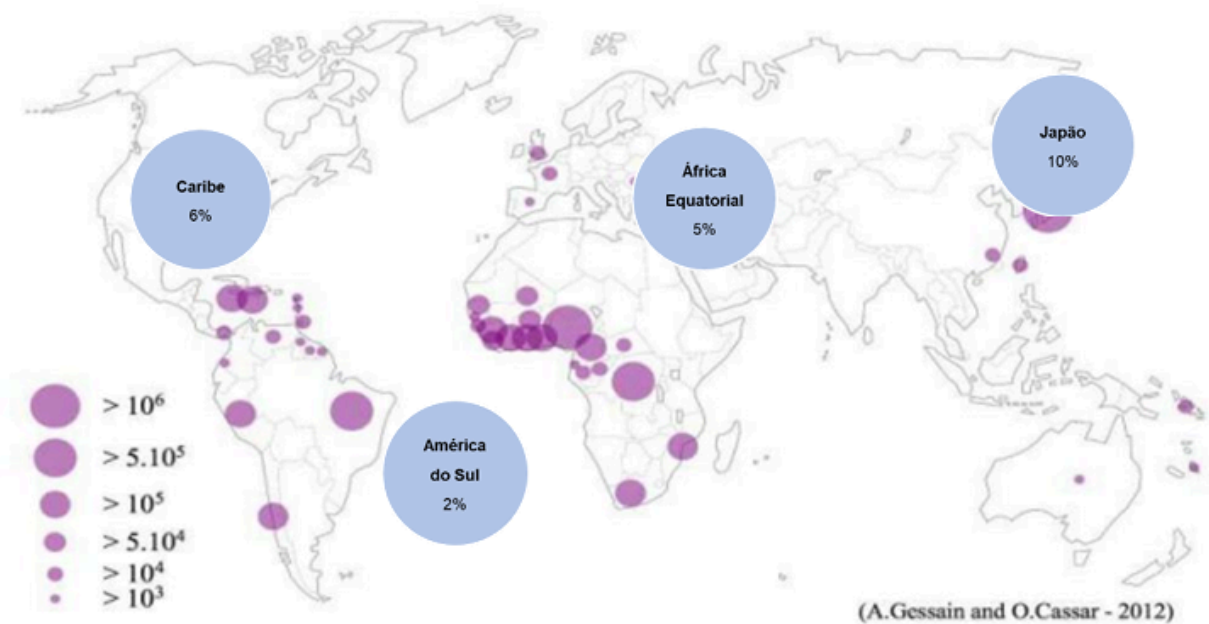 Japão
10%
Caribe
6%
África
Equatorial
5%
América
do Sul
2%
> 10⁶
> 5.10⁵
> 10⁵
> 5.10⁴
> 10⁴
> 10³
(A.Gessain and O.Cassar - 2012)